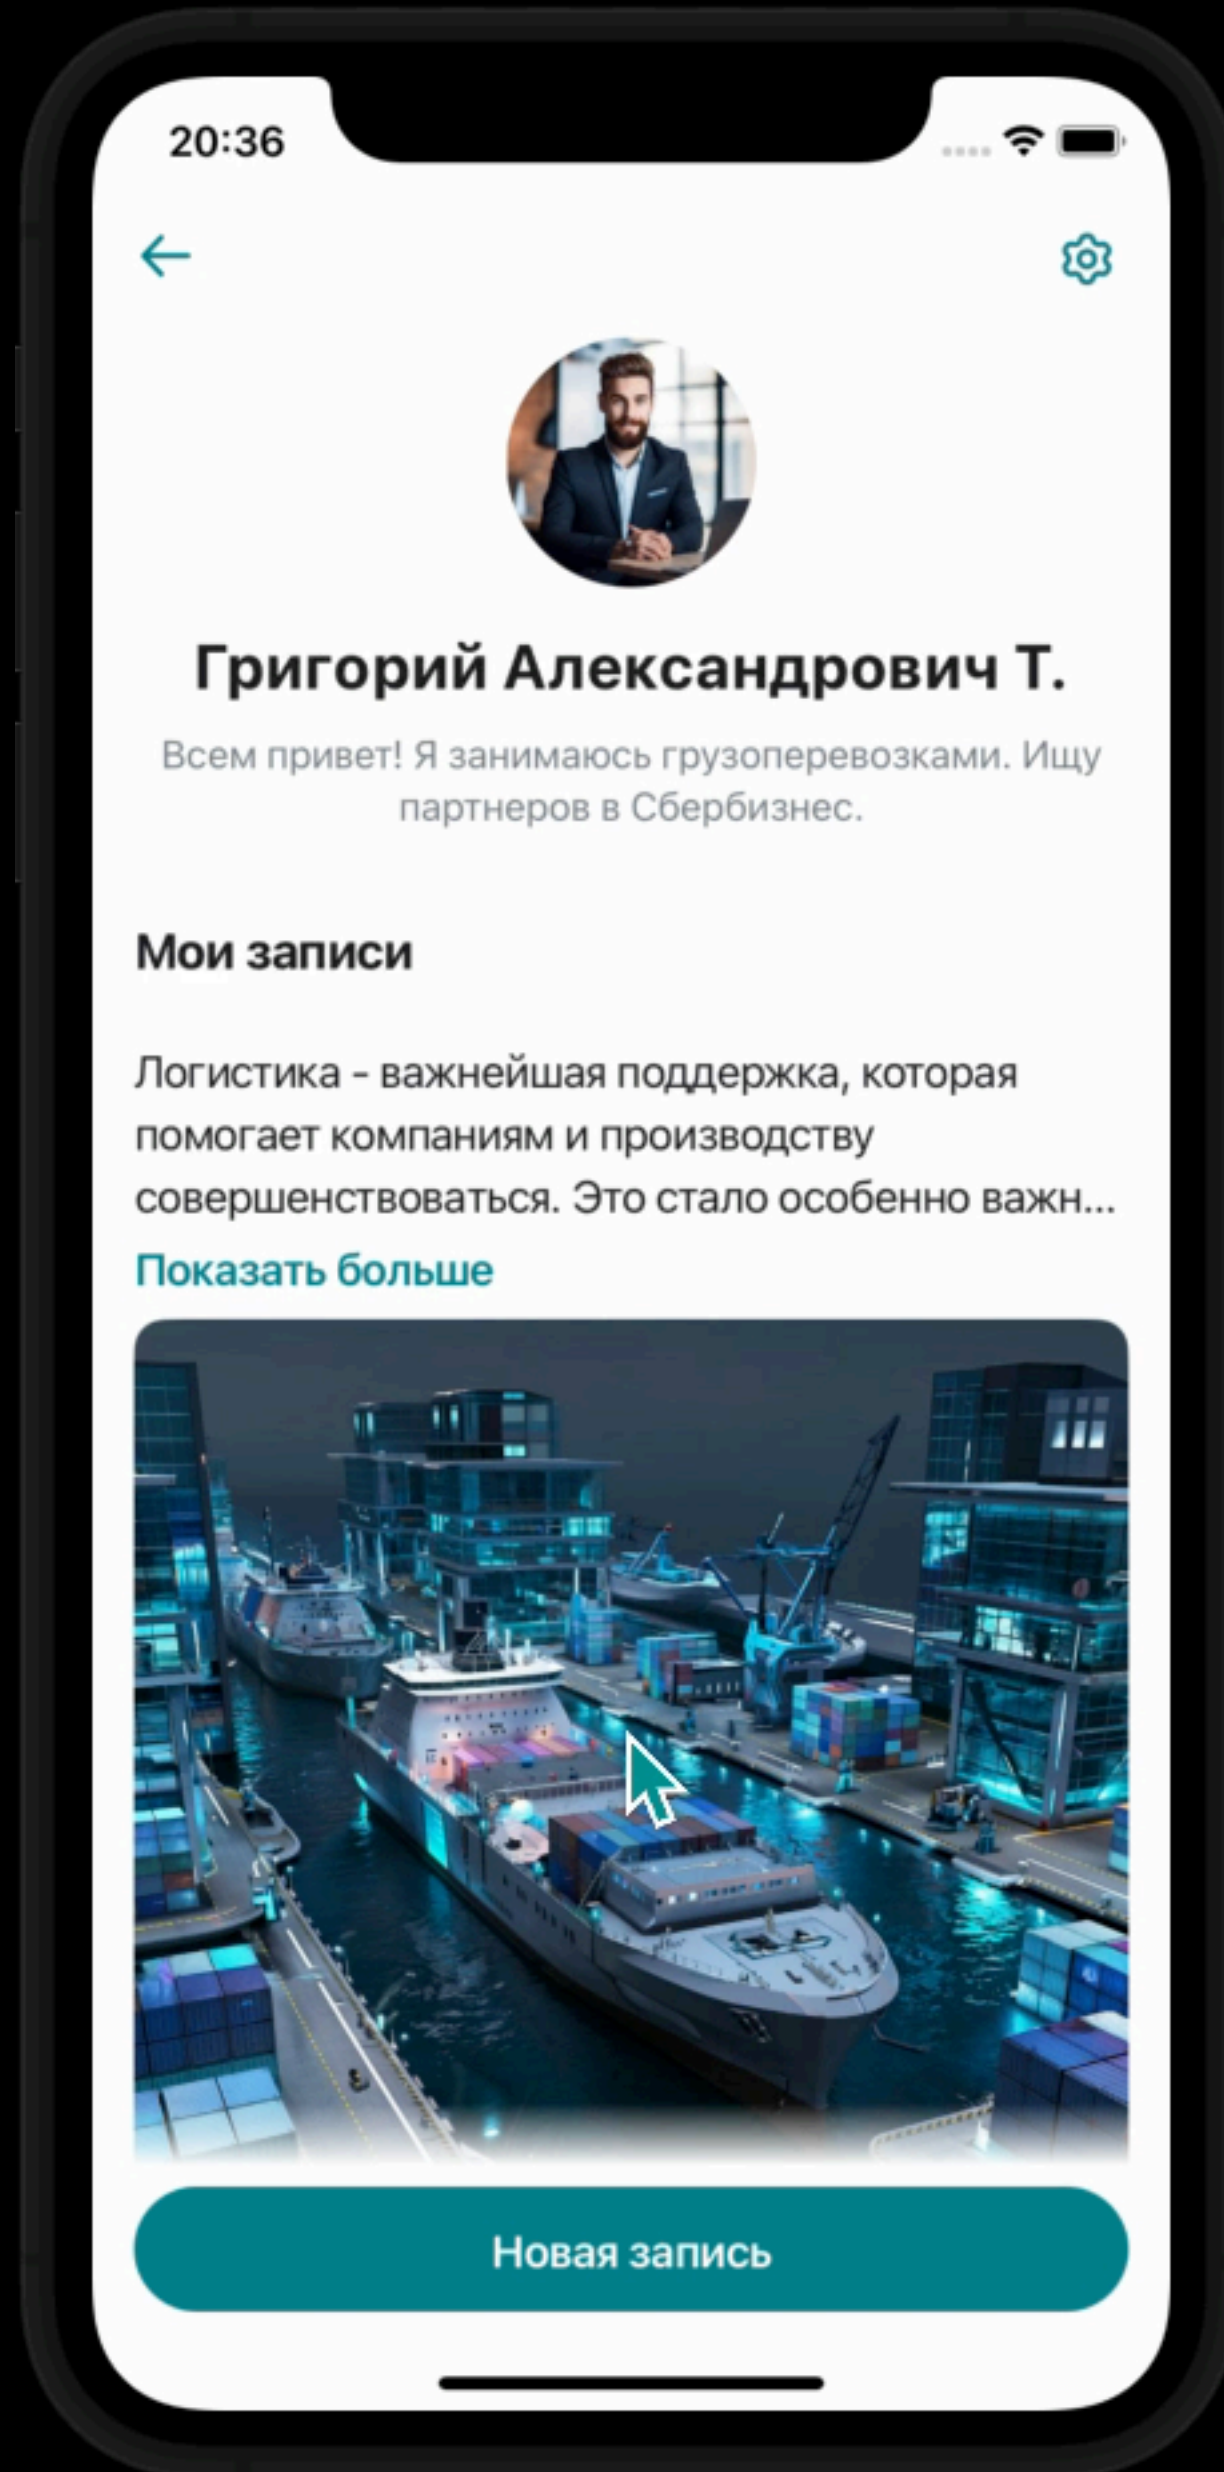 20:36
Григорий Александрович Т.
Всем привет! Я занимаюсь грузоперевозками. Ищу
партнеров в Сбербизнес.
Мои записи
Логистика - важнейшая поддержка, которая
помогает компаниям и производству
совершенствоваться. Это стало особенно важн...
Показать больше
Новая запись